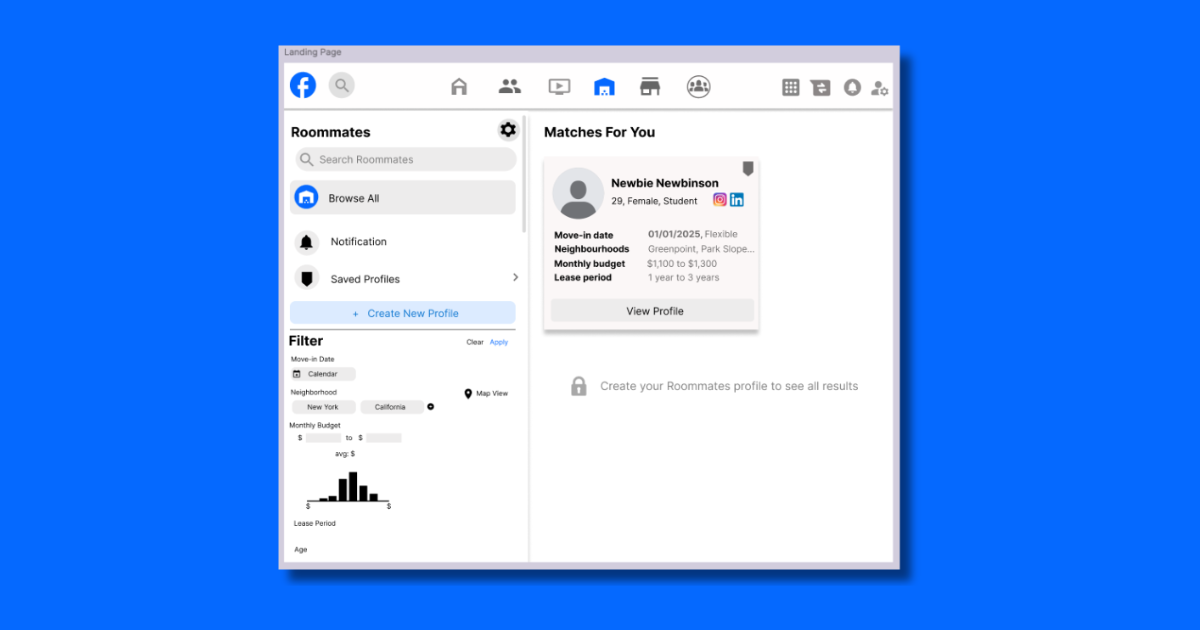 Landing Page
Roommates
Search Roommates
Browse All
Notification
Saved Profiles
+ Create New Profile
Filter
Clear Apply
Move-in Date
Calendar
Neighborhood
Map View
New York California
Monthly Budget
$ to $
avg: $
$ $
Lease Period
Age
Matches For You
Newbie Newbinson
29, Female, Student
in
Move-in date 01/01/2025, Flexible
Neighbourhoods Greenpoint, Park Slope...
Monthly budget $1,100 to $1,300
Lease period 1 year to 3 years
View Profile
Create your Roommates profile to see all results